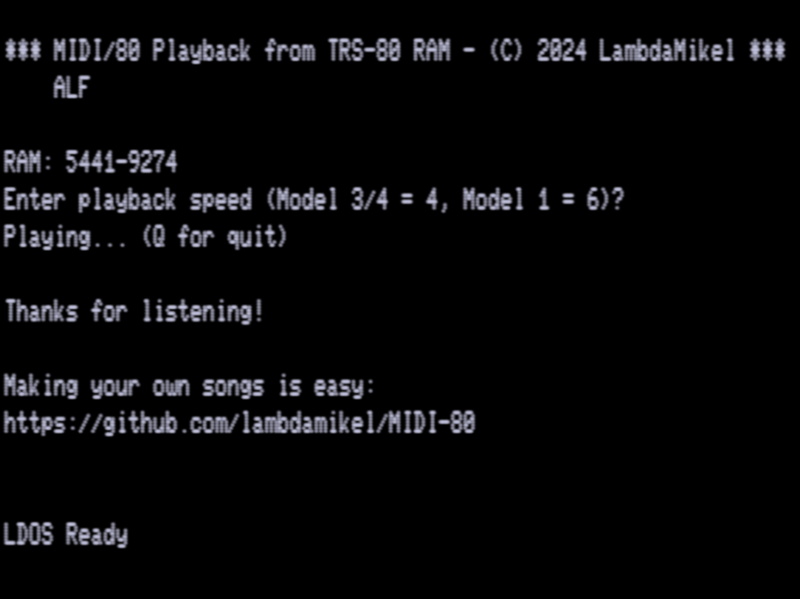 *** MIDI/80 Playback from TRS-80 RAM - (C) 2024 LambdaMikel ***
ALF
RAM: 5441-9274
Enter playback speed (Model 3/4 = 4, Model 1 = 6)?
Playing... (Q for quit)
Thanks for listening!
Making your own songs is easy:
https://github.com/lambdamikel/MIDI-80
LDOS Ready